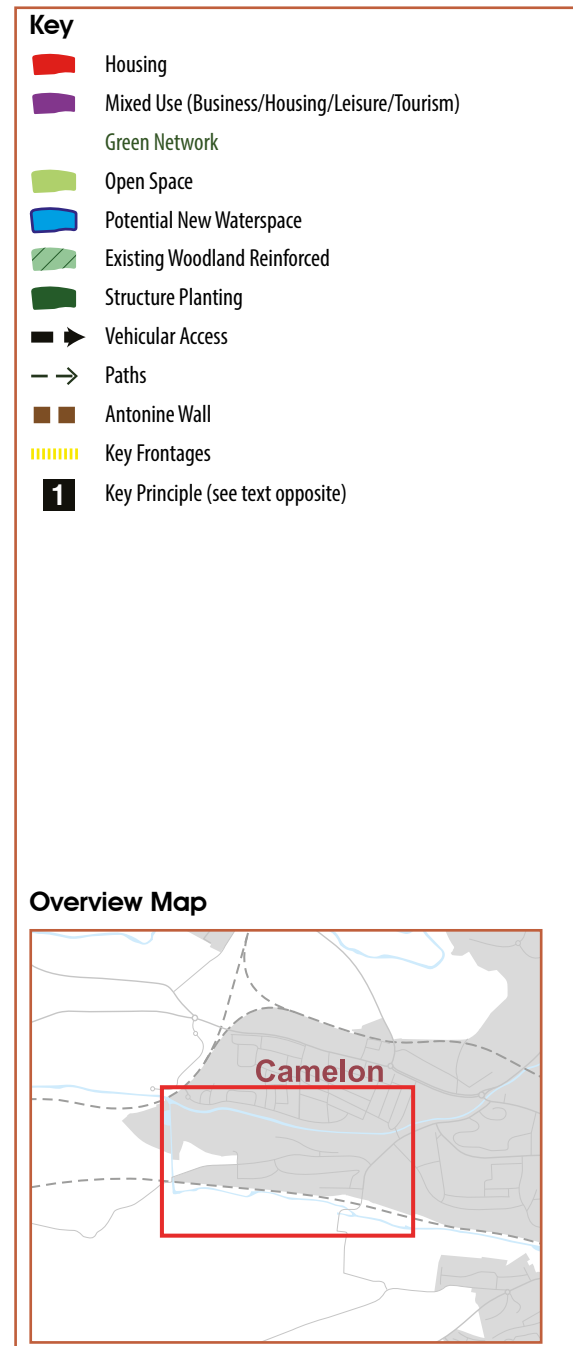 Key
Housing
Mixed Use (Business/Housing/Leisure/Tourism)
Green Network
Open Space
Potential New Waterspace
Existing Woodland Reinforced
Structure Planting
Vehicular Access
Paths
Antonine Wall
Key Frontages
1 Key Principle (see text opposite)
Overview Map
Camelon